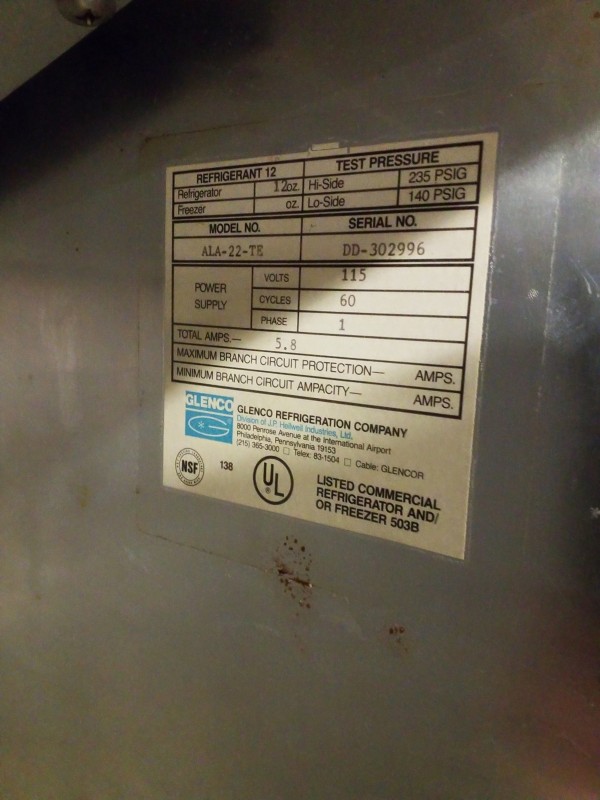 REFRIGERANT 12 TEST PRESSURE
Refrigerator 12oz. Hi-Side 235 PSIG
Freezer oz. Lo-Side 140 PSIG
MODEL NO. SERIAL NO.
ALA-22-TE DD-302996
POWER SUPPLY VOLTS 115
CYCLES 60
PHASE 1
TOTAL AMPS.— 5.8
MAXIMUM BRANCH CIRCUIT PROTECTION— AMPS.
MINIMUM BRANCH CIRCUIT AMPACITY— AMPS.
GLENCO
GLENCO REFRIGERATION COMPANY
Division of J.P. Hellweil Industries, Ltd.
8000 Penrose Avenue at the International Airport
Philadelphia, Pennsylvania 19153
(215) 365-3000 □ Telex: 83-1504 □ Cable: GLENCOR
NSF
138
UL
LISTED COMMERCIAL
REFRIGERATOR AND/
OR FREEZER 503B